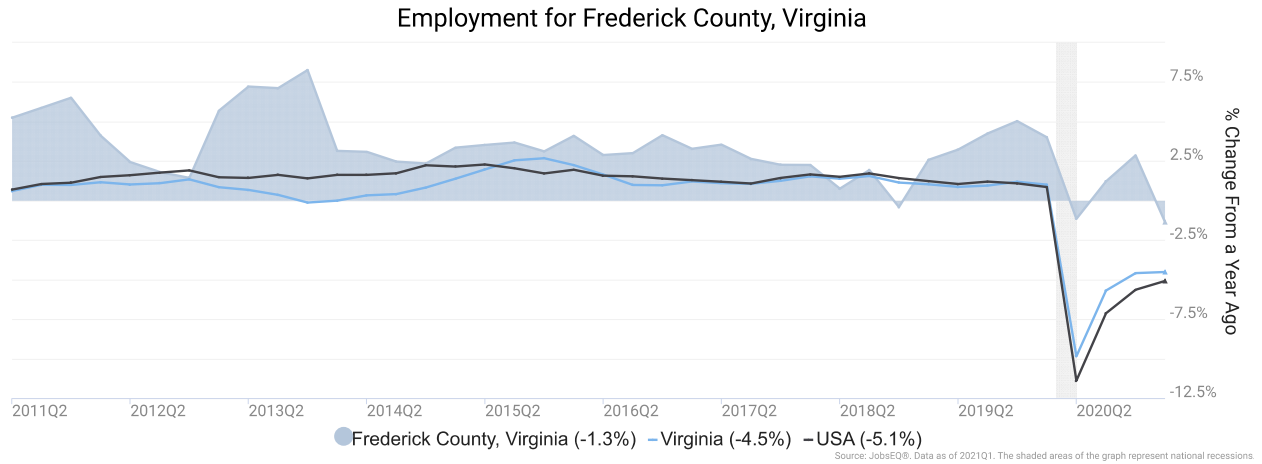 Employment for Frederick County, Virginia
7.5%
2.5%
-2.5%
-7.5%
-12.5%
% Change From a Year Ago
2011Q2 2012Q2 2013Q2 2014Q2 2015Q2 2016Q2 2017Q2 2018Q2 2019Q2 2020Q2
Frederick County, Virginia (-1.3%) Virginia (-4.5%) USA (-5.1%)
Source: JobsEQ®. Data as of 2021Q1. The shaded areas of the graph represent national recessions.